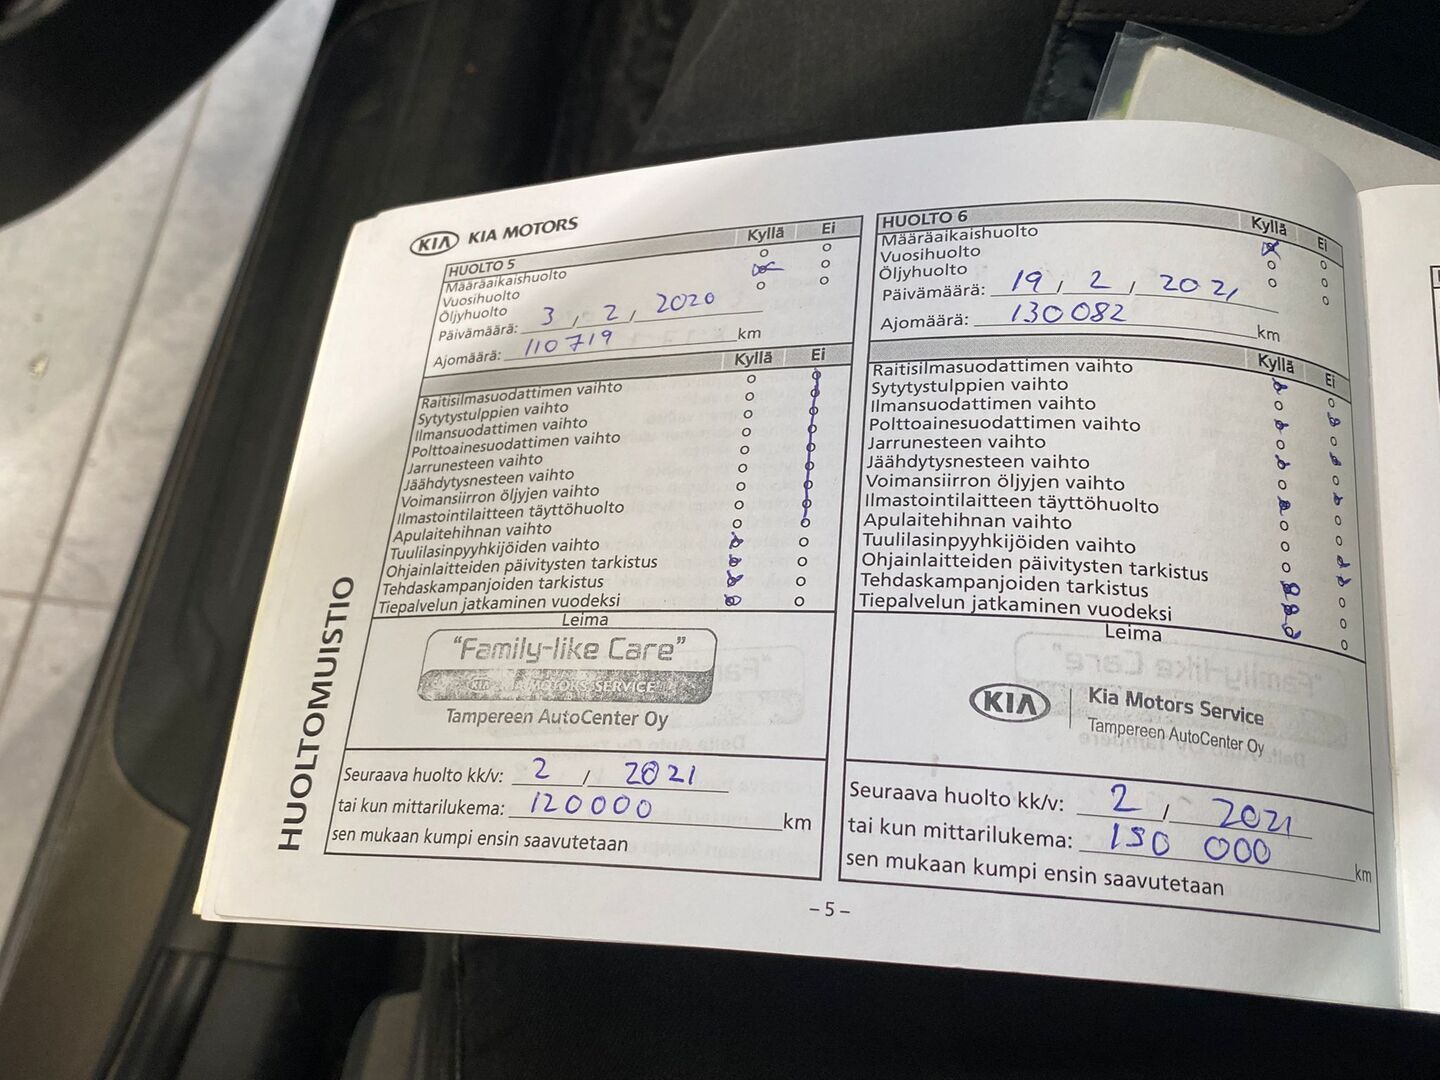 KIA KIA MOTORS
HUOLTOMUISTIO
HUOLTO 5 Kyllä Ei
Määräaikaishuolto
Vuosihuolto
Öljyhuolto
Päivämäärä: 3 / 2 / 2020
Ajomäärä: 110719 km
Kyllä Ei
Raitisilmasuodattimen vaihto
Sytytystulppien vaihto
Ilmansuodattimen vaihto
Polttoainesuodattimen vaihto
Jarrunesteen vaihto
Jäähdytysnesteen vaihto
Voimansiirron öljyjen vaihto
Ilmastointilaitteen täyttöhuolto
Apulaitehihnan vaihto
Tuulilasinpyyhkijöiden vaihto
Ohjainlaitteiden päivitysten tarkistus
Tehdaskampanjoiden tarkistus
Tiepalvelun jatkaminen vuodeksi
Leima
"Family-like Care"
KIA MOTORS SERVICE
Tampereen AutoCenter Oy
Seuraava huolto kk/v: 2 / 2021
tai kun mittarilukema: 120000 km
sen mukaan kumpi ensin saavutetaan
HUOLTO 6 Kyllä Ei
Määräaikaishuolto
Vuosihuolto
Öljyhuolto
Päivämäärä: 19 / 2 / 2021
Ajomäärä: 130082 km
Kyllä Ei
Raitisilmasuodattimen vaihto
Sytytystulppien vaihto
Ilmansuodattimen vaihto
Polttoainesuodattimen vaihto
Jarrunesteen vaihto
Jäähdytysnesteen vaihto
Voimansiirron öljyjen vaihto
Ilmastointilaitteen täyttöhuolto
Apulaitehihnan vaihto
Tuulilasinpyyhkijöiden vaihto
Ohjainlaitteiden päivitysten tarkistus
Tehdaskampanjoiden tarkistus
Tiepalvelun jatkaminen vuodeksi
Leima
KIA Kia Motors Service
Tampereen AutoCenter Oy
Seuraava huolto kk/v: 2 / 2021
tai kun mittarilukema: 150 000 km
sen mukaan kumpi ensin saavutetaan
– 5 –